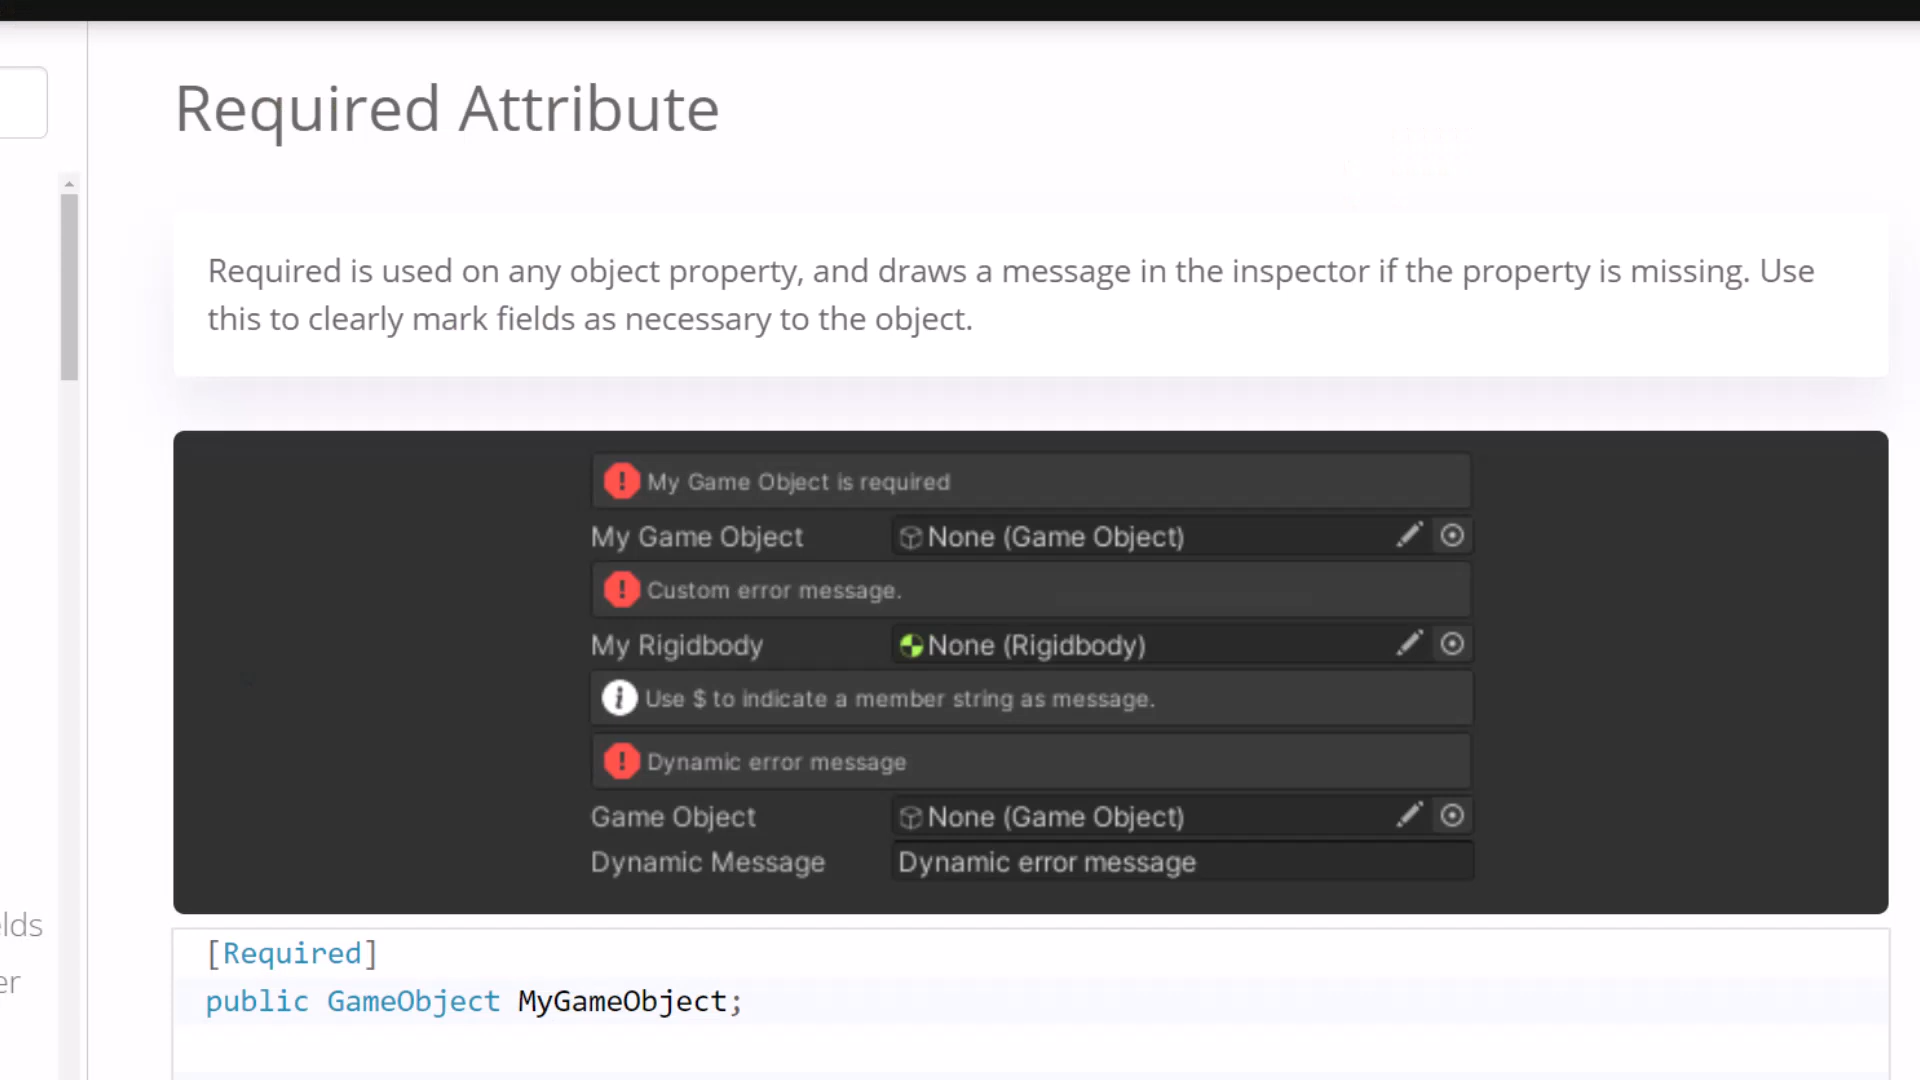 Required Attribute
Required is used on any object property, and draws a message in the inspector if the property is missing. Use
this to clearly mark fields as necessary to the object.
My Game Object is required
My Game Object None (Game Object)
Custom error message.
My Rigidbody None (Rigidbody)
Use $ to indicate a member string as message.
Dynamic error message
Game Object None (Game Object)
Dynamic Message Dynamic error message
elds
er
[Required]
public GameObject MyGameObject;